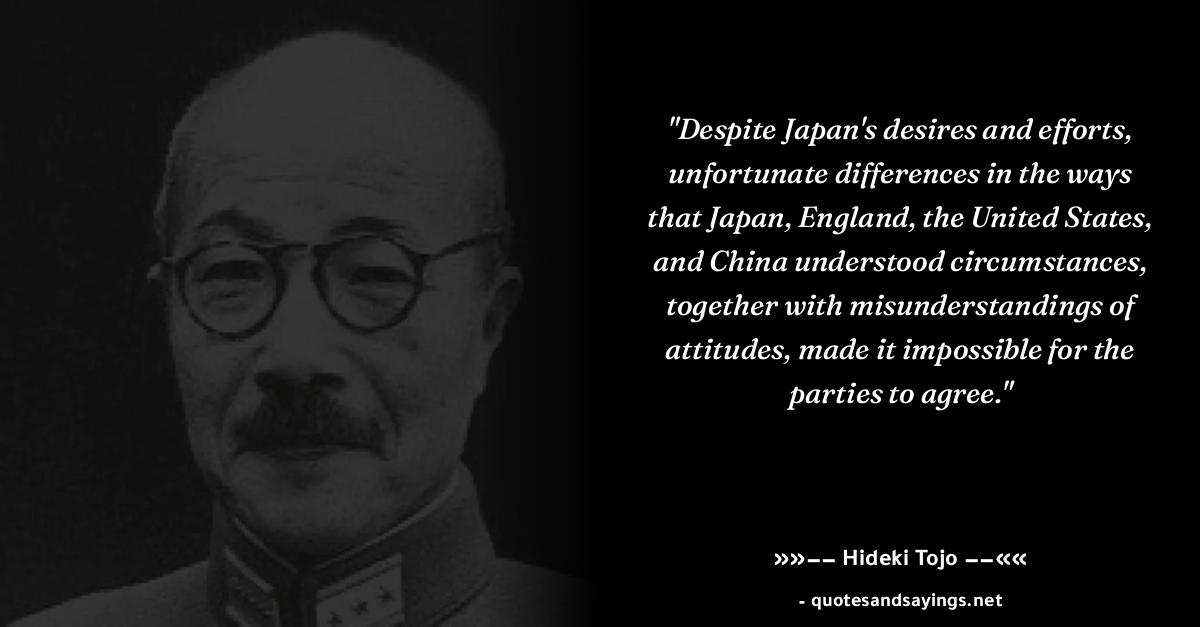 "Despite Japan's desires and efforts,
unfortunate differences in the ways
that Japan, England, the United States,
and China understood circumstances,
together with misunderstandings of
attitudes, made it impossible for the
parties to agree."
»»−− Hideki Tojo −−««
- quotesandsayings.net